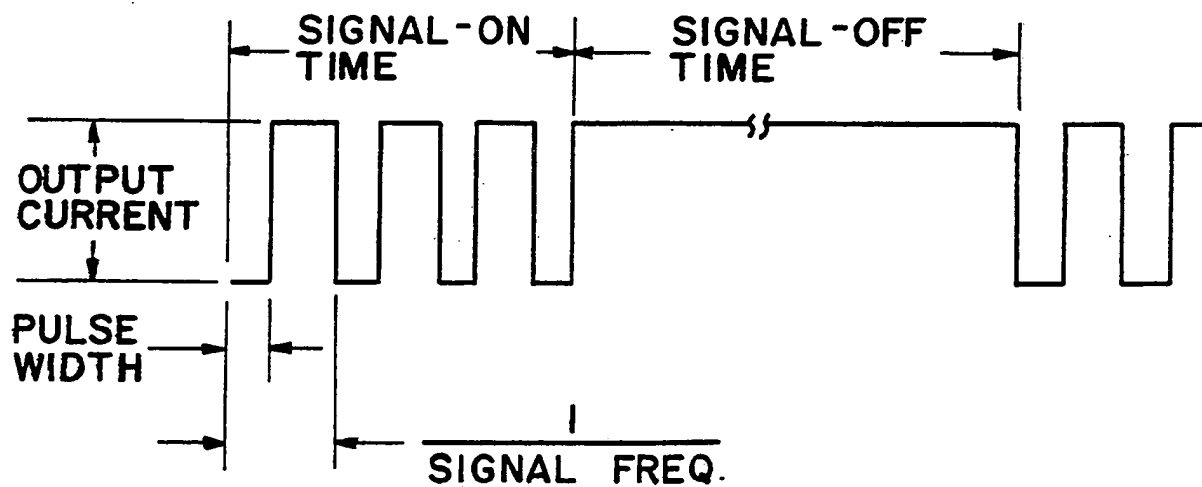 SIGNAL-ON
TIME
SIGNAL-OFF
TIME
OUTPUT
CURRENT
PULSE
WIDTH
1
SIGNAL FREQ.